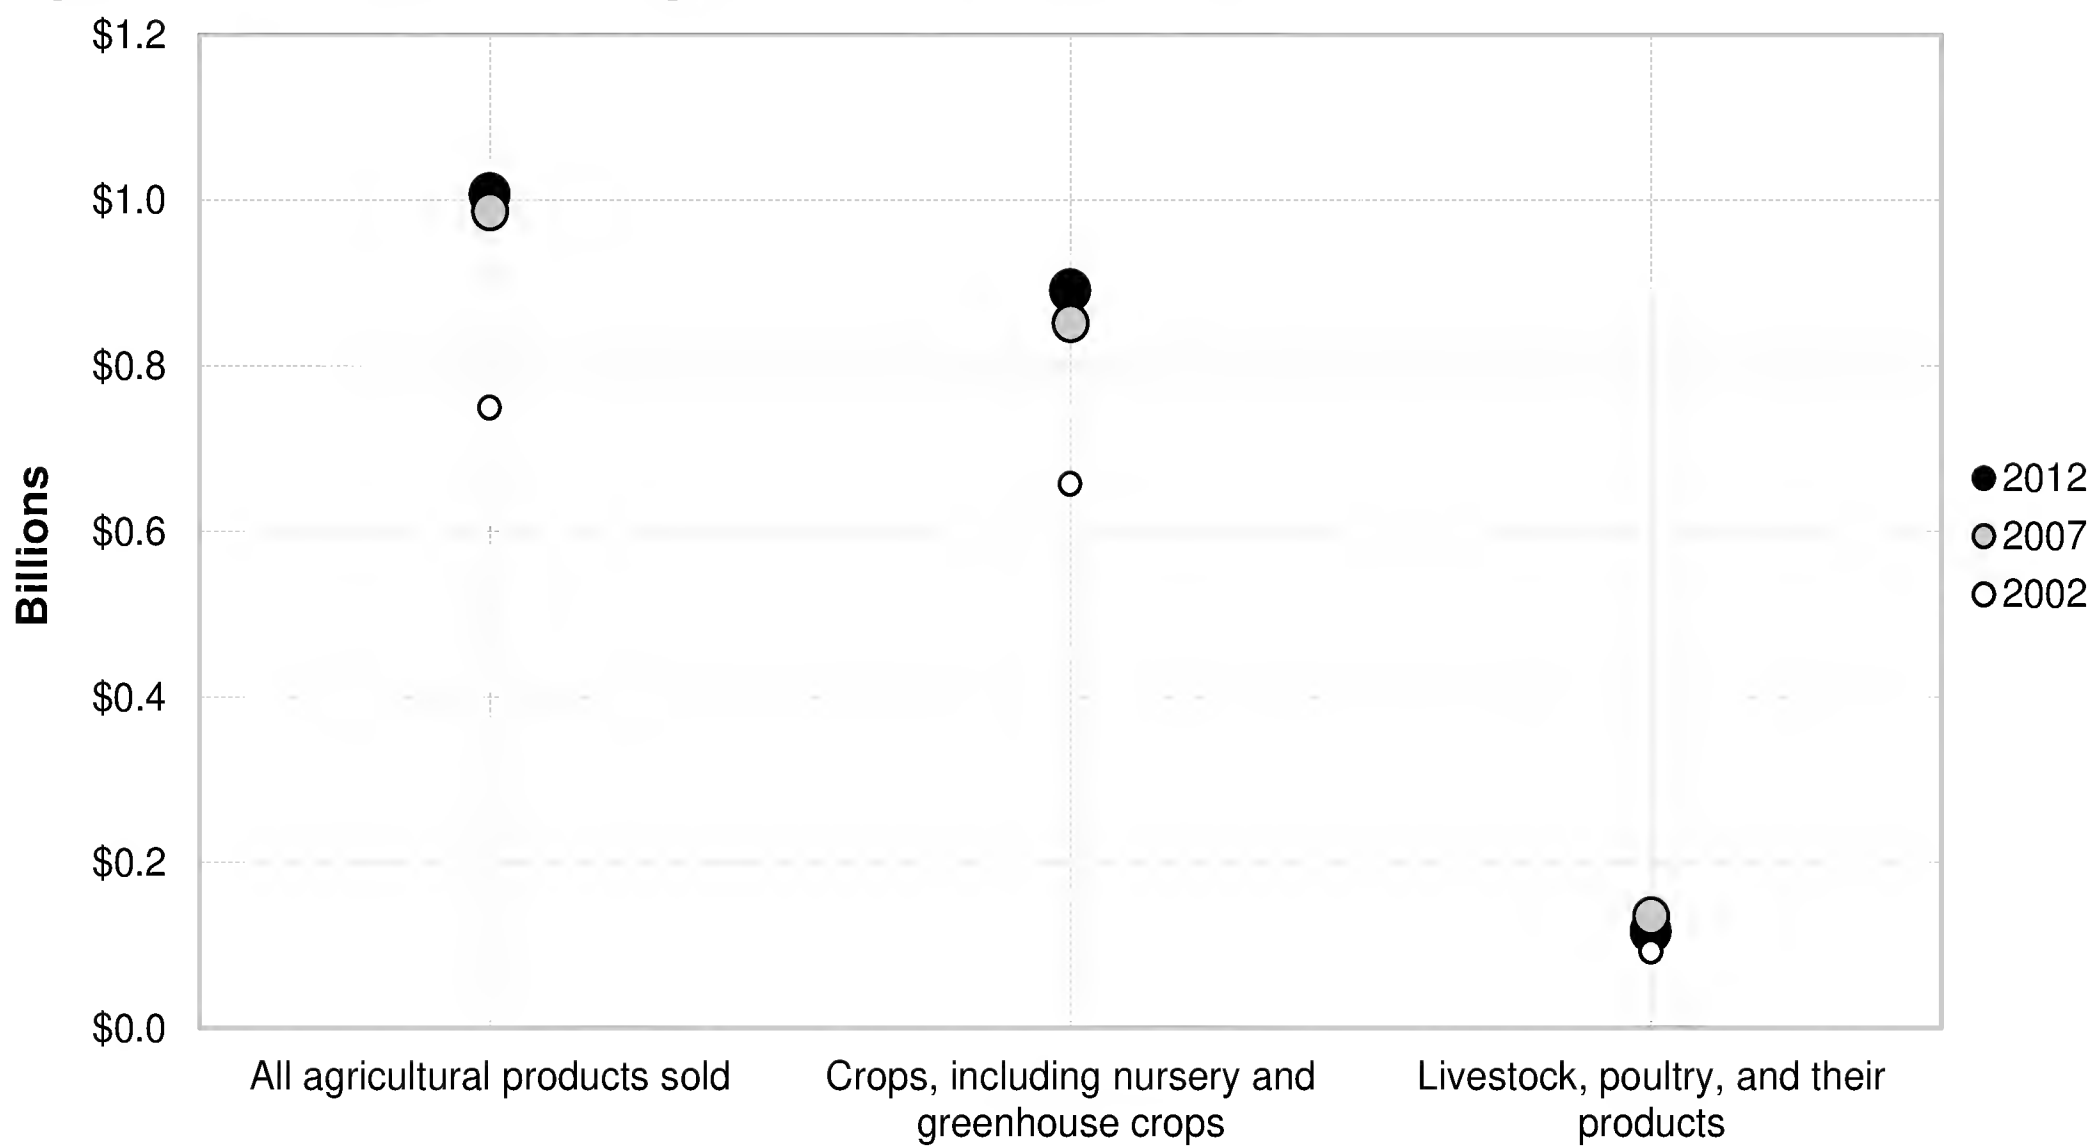 $1.2
$1.0
$0.8
$0.6
$0.4
$0.2
$0.0
Billions
All agricultural products sold
Crops, including nursery and
greenhouse crops
Livestock, poultry, and their
products
2012
2007
2002